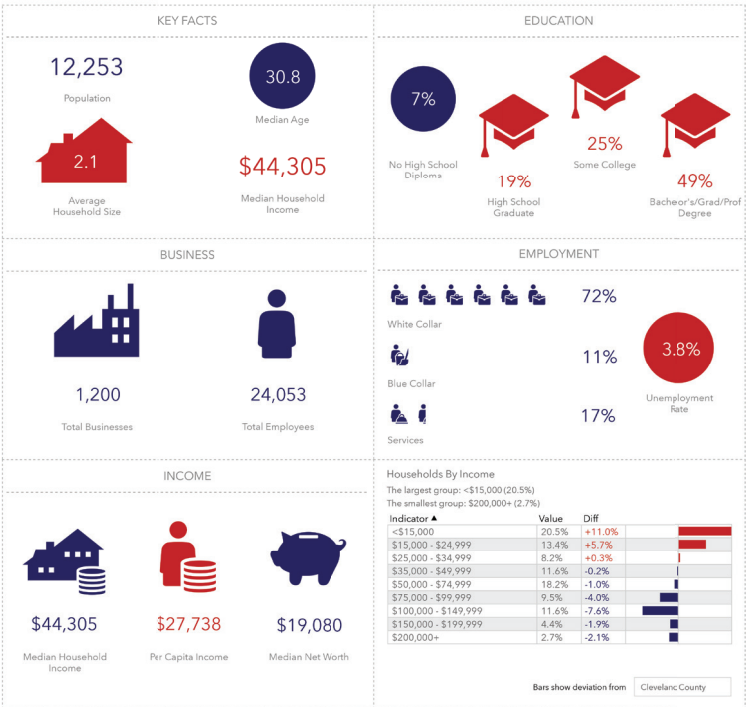 KEY FACTS
12,253
Population
30.8
Median Age
2.1
Average
Household Size
$44,305
Median Household
Income
EDUCATION
7%
No High School
Diploma
19%
High School
Graduate
25%
Some College
49%
Bacheor's/Grad/Prof
Degree
BUSINESS
1,200
Total Businesses
24,053
Total Employees
EMPLOYMENT
72%
White Collar
11%
Blue Collar
17%
Services
3.8%
Unemployment
Rate
INCOME
$44,305
Median Household
Income
$27,738
Per Capita Income
$19,080
Median Net Worth
Households By Income
The largest group: <$15,000 (20.5%)
The smallest group: $200,000+ (2.7%)
Indicator ▲ Value Diff
<$15,000 20.5% +11.0%
$15,000 - $24,999 13.4% +5.7%
$25,000 - $34,999 8.2% +0.3%
$35,000 - $49,999 11.6% -0.2%
$50,000 - $74,999 18.2% -1.0%
$75,000 - $99,999 9.5% -4.0%
$100,000 - $149,999 11.6% -7.6%
$150,000 - $199,999 4.4% -1.9%
$200,000+ 2.7% -2.1%
Bars show deviation from Clevelanc County